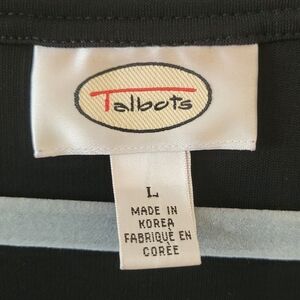 Talbots
L
MADE IN
KOREA
FABRIQUÉ EN
CORÉE